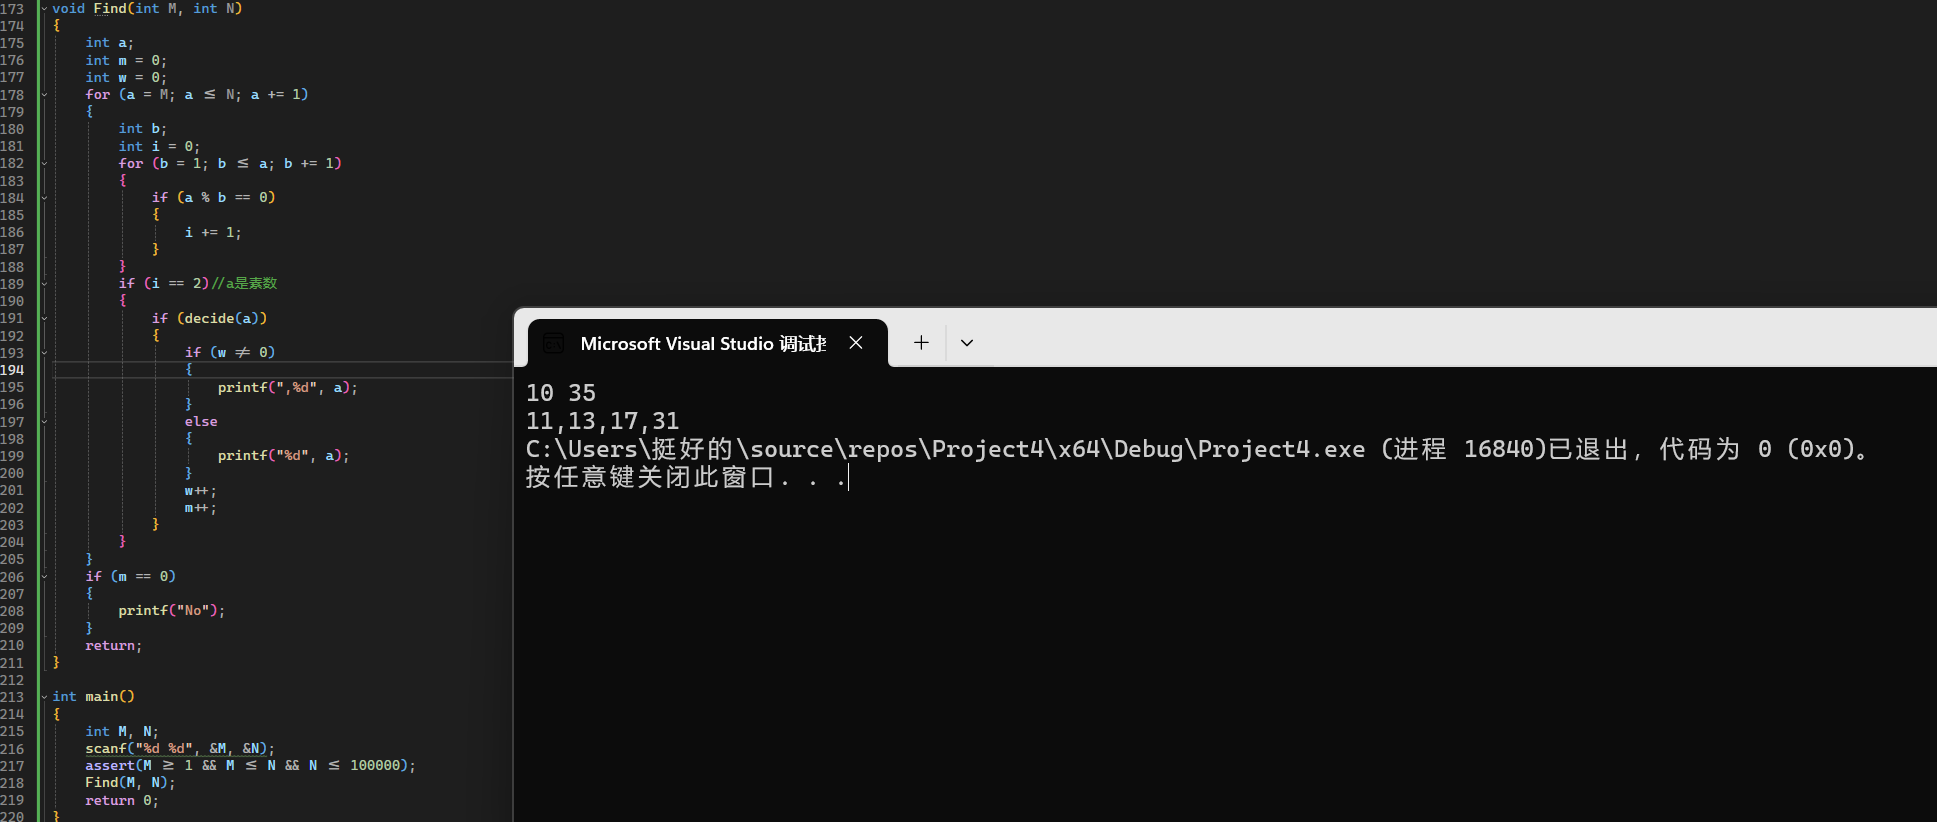 173 void Find(int M, int N)
174 {
175 int a;
176 int m = 0;
177 int w = 0;
178 for (a = M; a ≤ N; a += 1)
179 {
180 int b;
181 int i = 0;
182 for (b = 1; b ≤ a; b += 1)
183 {
184 if (a % b == 0)
185 {
186 i += 1;
187 }
188 }
189 if (i == 2)//a是素数
190 {
191 if (decide(a))
192 {
193 if (w ≠ 0)
194 {
195 printf(",%d", a);
196 }
197 else
198 {
199 printf("%d", a);
200 }
201 w++;
202 m++;
203 }
204 }
205 }
206 if (m == 0)
207 {
208 printf("No");
209 }
210 return;
211 }
212
213 int main()
214 {
215 int M, N;
216 scanf("%d %d", &M, &N);
217 assert(M ≥ 1 && M ≤ N && N ≤ 100000);
218 Find(M, N);
219 return 0;
220 }
Microsoft Visual Studio 调试
10 35
11,13,17,31
C:\Users\挺好的\source\repos\Project4\x64\Debug\Project4.exe (进程 16840)已退出，代码为 0 (0x0)。
按任意键关闭此窗口. . .